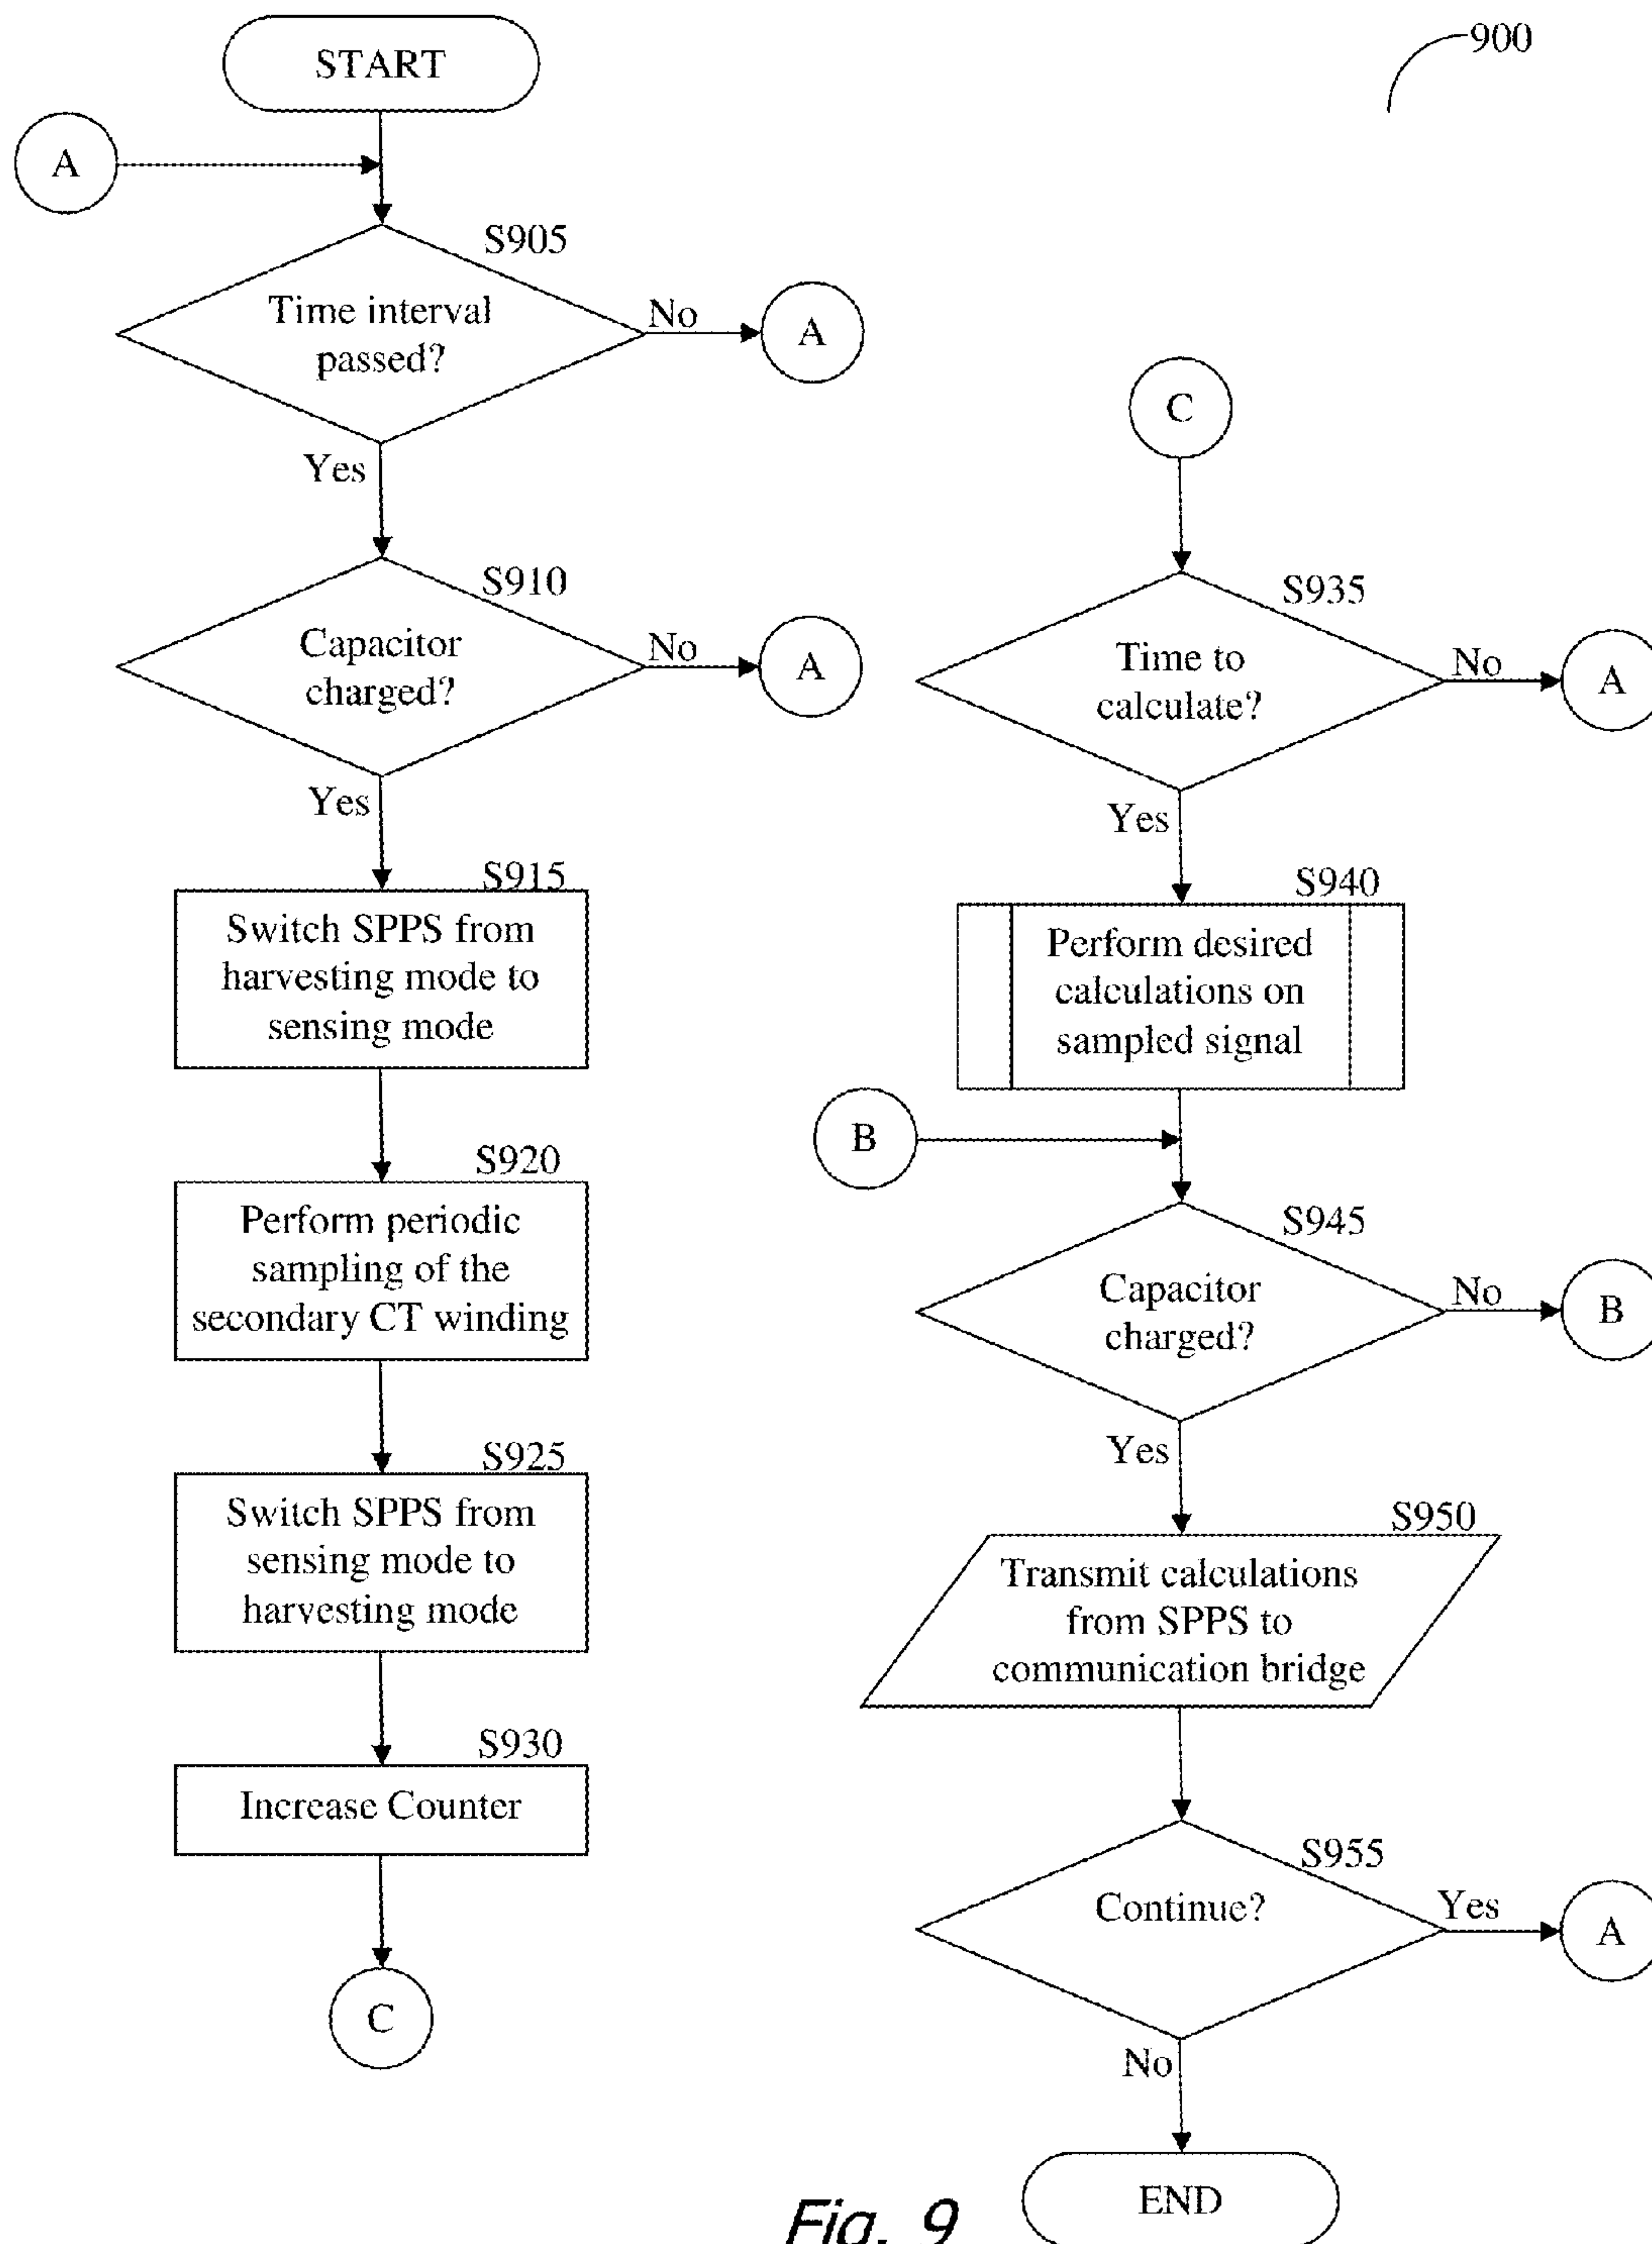 900
START
A
S905
Time interval
passed?
No
A
Yes
S910
Capacitor
charged?
No
A
Yes
S915
Switch SPPS from
harvesting mode to
sensing mode
S920
Perform periodic
sampling of the
secondary CT winding
S925
Switch SPPS from
sensing mode to
harvesting mode
S930
Increase Counter
C
C
S935
Time to
calculate?
No
A
Yes
S940
Perform desired
calculations on
sampled signal
B
S945
Capacitor
charged?
No
B
Yes
S950
Transmit calculations
from SPPS to
communication bridge
S955
Continue?
Yes
A
No
END
Fig. 9